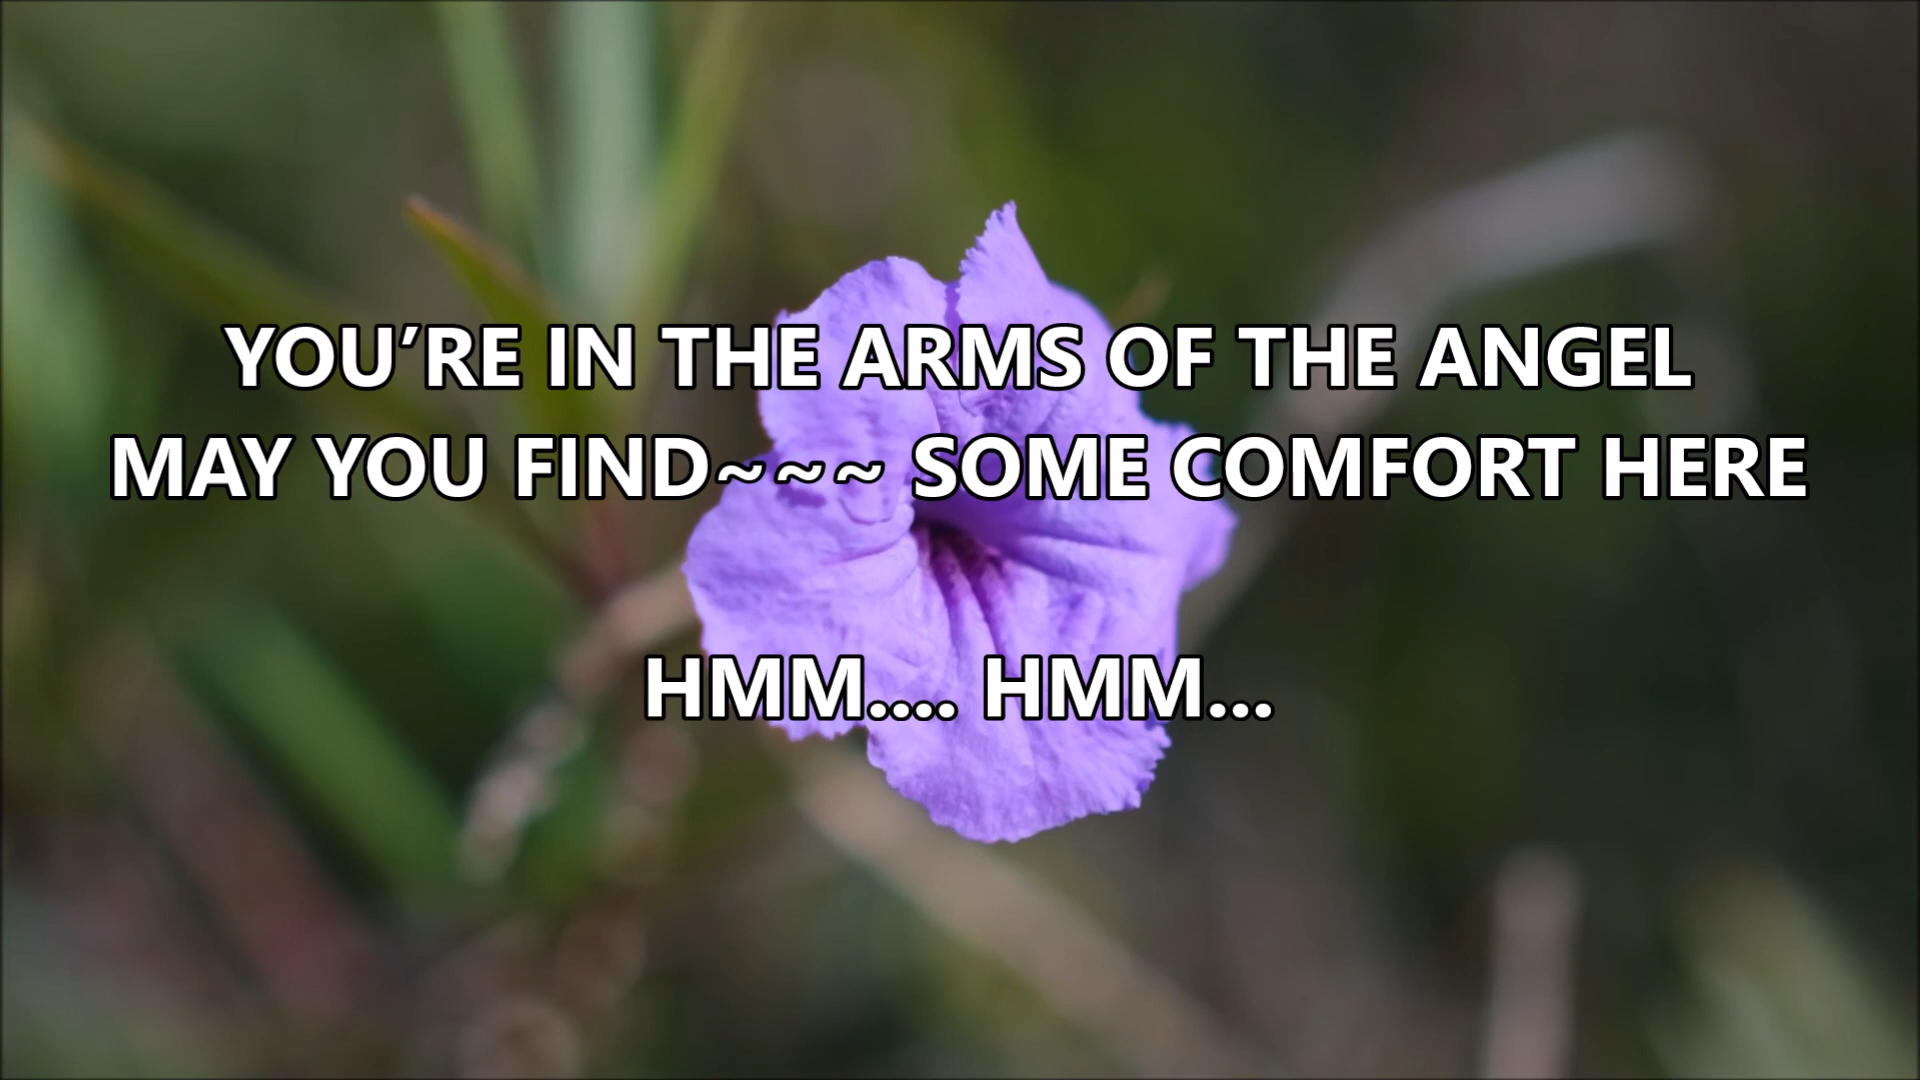 YOU’RE IN THE ARMS OF THE ANGEL
MAY YOU FIND~~~ SOME COMFORT HERE
HMM.... HMM...